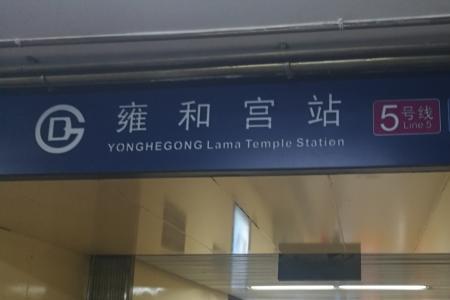 雍和宫站
YONGHEGONG Lama Temple Station
5号线
Line 5